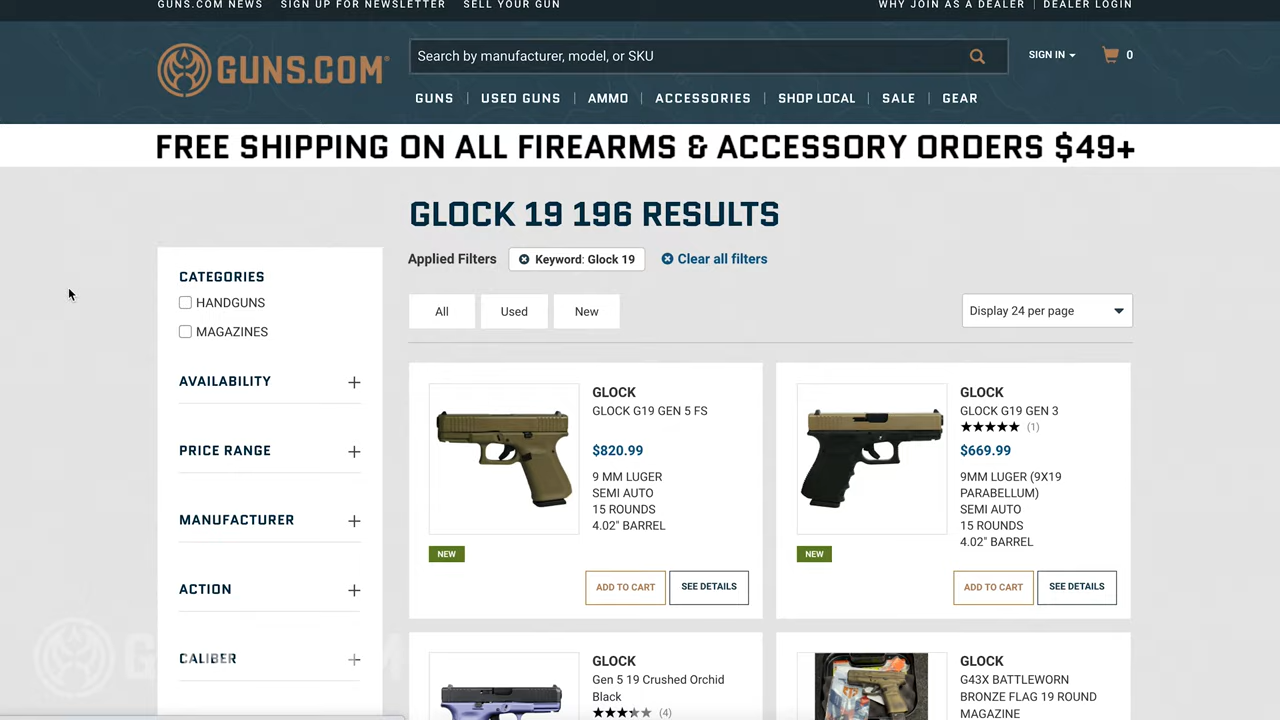 GUNS.COM NEWS SIGN UP FOR NEWSLETTER SELL YOUR GUN WHY JOIN AS A DEALER | DEALER LOGIN
GUNS.COM®
Search by manufacturer, model, or SKU
SIGN IN
0
GUNS | USED GUNS | AMMO | ACCESSORIES | SHOP LOCAL | SALE | GEAR
FREE SHIPPING ON ALL FIREARMS & ACCESSORY ORDERS $49+
GLOCK 19 196 RESULTS
Applied Filters
Keyword: Glock 19
Clear all filters
All
Used
New
Display 24 per page
CATEGORIES
HANDGUNS
MAGAZINES
AVAILABILITY +
PRICE RANGE +
MANUFACTURER +
ACTION +
CALIBER +
GLOCK
GLOCK G19 GEN 5 FS
$820.99
9 MM LUGER
SEMI AUTO
15 ROUNDS
4.02" BARREL
NEW
ADD TO CART
SEE DETAILS
GLOCK
GLOCK G19 GEN 3
★★★★★ (1)
$669.99
9MM LUGER (9X19
PARABELLUM)
SEMI AUTO
15 ROUNDS
4.02" BARREL
NEW
ADD TO CART
SEE DETAILS
GLOCK
Gen 5 19 Crushed Orchid
Black
(4)
GLOCK
G43X BATTLEWORN
BRONZE FLAG 19 ROUND
MAGAZINE